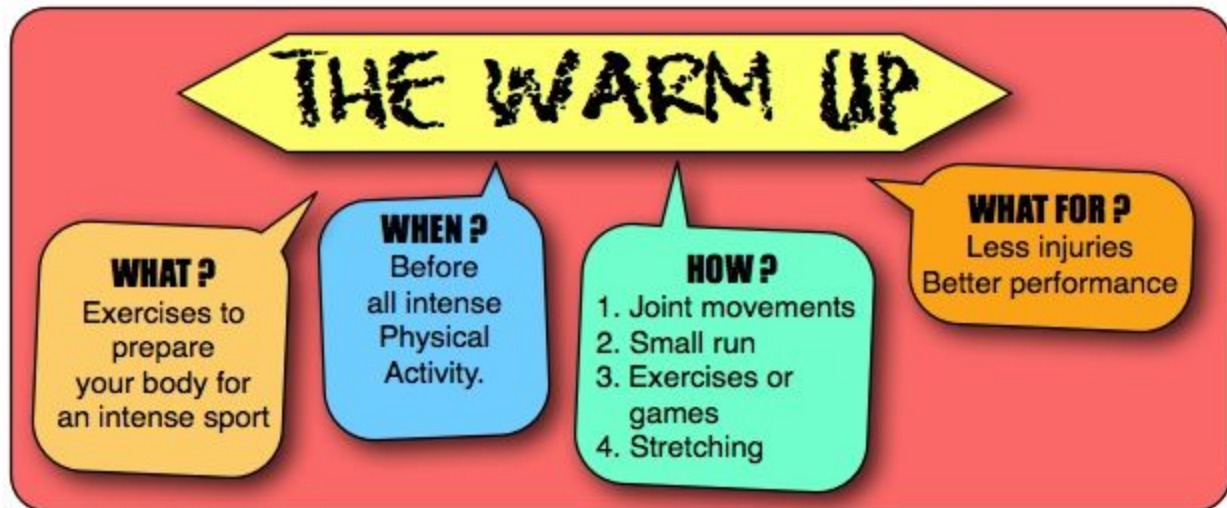 THE WARM UP
WHAT ?
Exercises to
prepare
your body for
an intense sport
WHEN ?
Before
all intense
Physical
Activity.
HOW ?
1. Joint movements
2. Small run
3. Exercises or
games
4. Stretching
WHAT FOR ?
Less injuries
Better performance